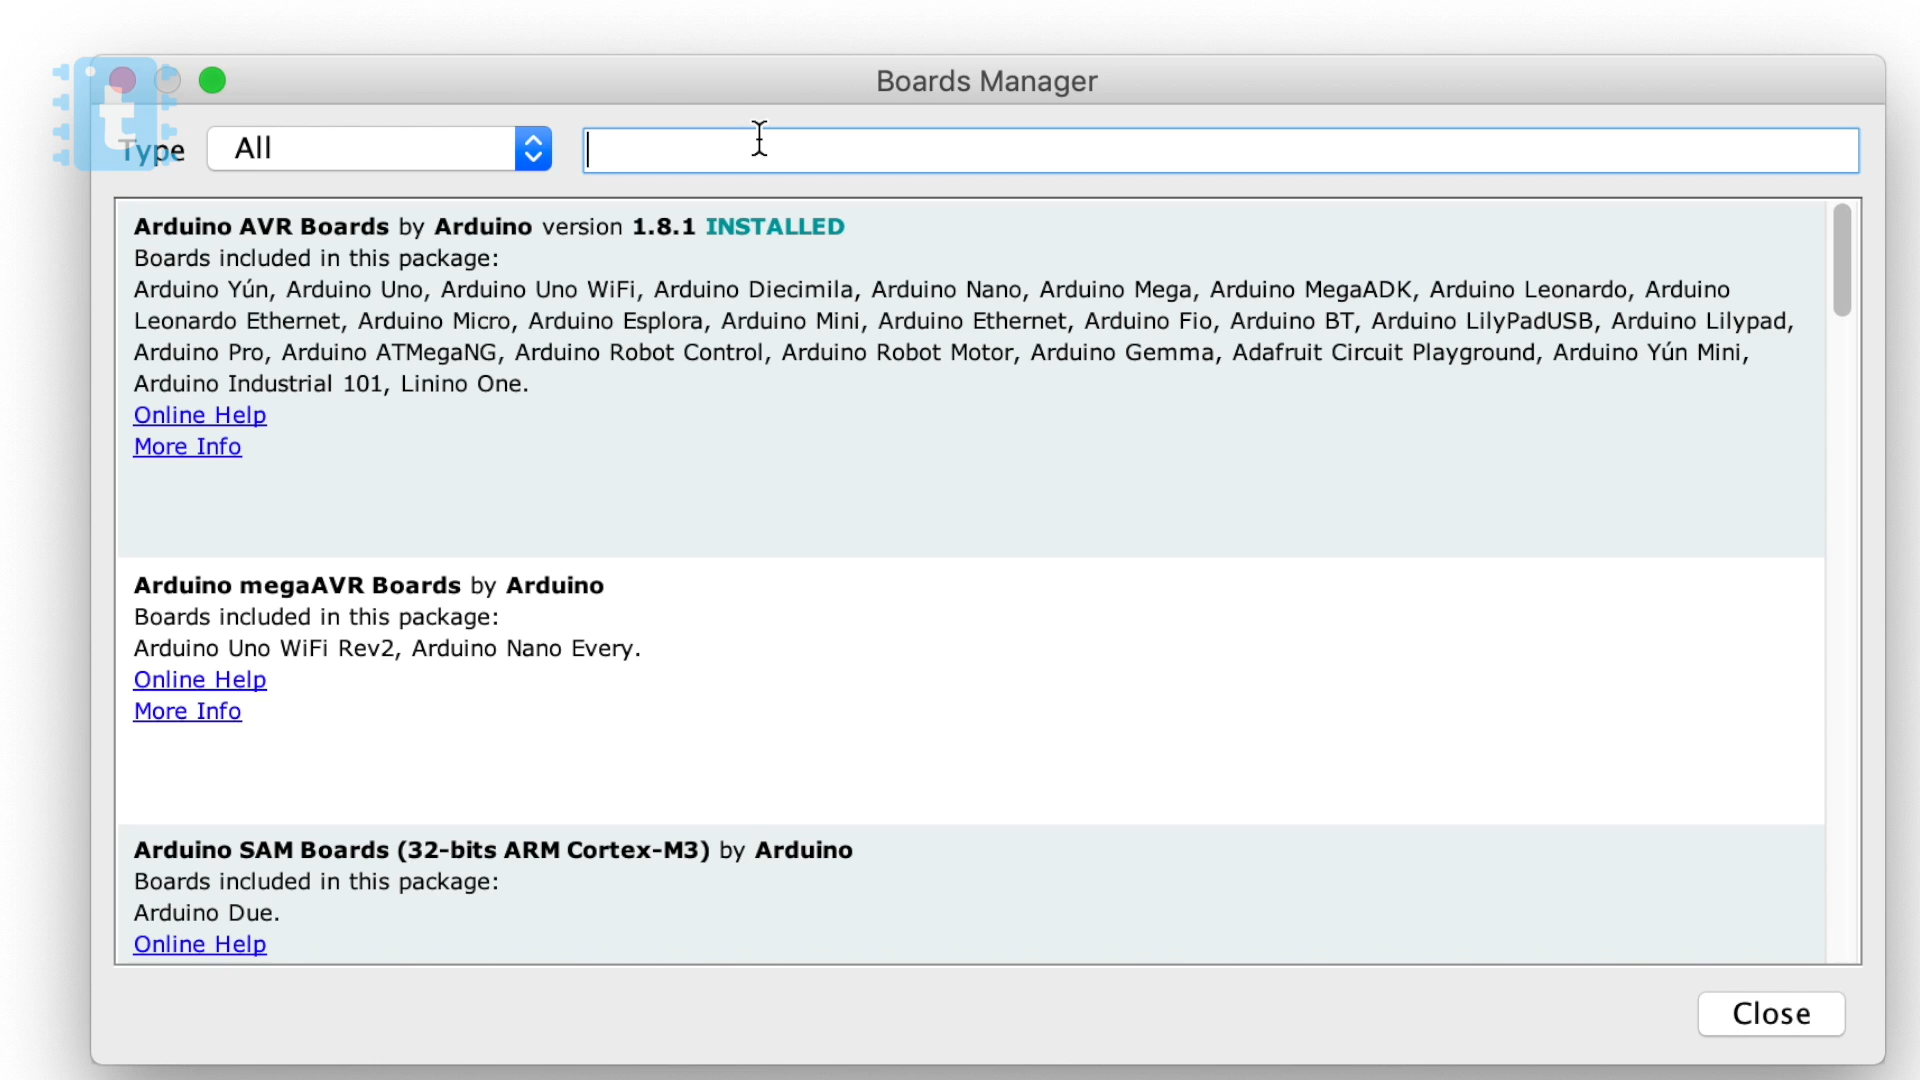 Boards Manager
t
Type All
Arduino AVR Boards by Arduino version 1.8.1 INSTALLED
Boards included in this package:
Arduino Yún, Arduino Uno, Arduino Uno WiFi, Arduino Diecimila, Arduino Nano, Arduino Mega, Arduino MegaADK, Arduino Leonardo, Arduino
Leonardo Ethernet, Arduino Micro, Arduino Esplora, Arduino Mini, Arduino Ethernet, Arduino Fio, Arduino BT, Arduino LilyPadUSB, Arduino Lilypad,
Arduino Pro, Arduino ATMegaNG, Arduino Robot Control, Arduino Robot Motor, Arduino Gemma, Adafruit Circuit Playground, Arduino Yún Mini,
Arduino Industrial 101, Linino One.
Online Help
More Info
Arduino megaAVR Boards by Arduino
Boards included in this package:
Arduino Uno WiFi Rev2, Arduino Nano Every.
Online Help
More Info
Arduino SAM Boards (32-bits ARM Cortex-M3) by Arduino
Boards included in this package:
Arduino Due.
Online Help
Close